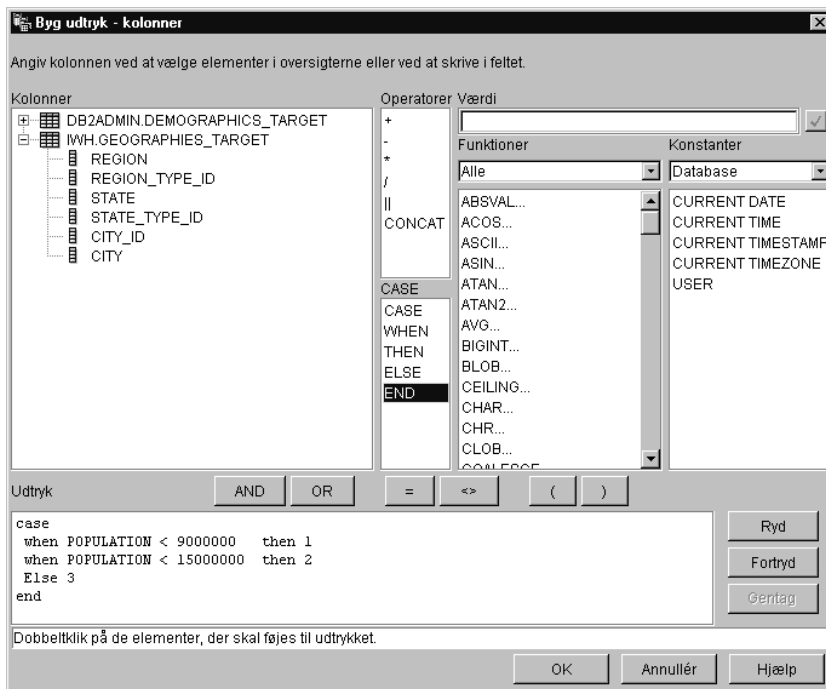 Byg udtryk - kolonner
Angiv kolonnen ved at vælge elementer i oversigterne eller ved at skrive i feltet.
Kolonner
DB2ADMIN.DEMOGRAPHICS_TARGET
IWH.GEOGRAPHIES_TARGET
REGION
REGION_TYPE_ID
STATE
STATE_TYPE_ID
CITY_ID
CITY
Operatorer
+
-
*
/
||
CONCAT
CASE
CASE
WHEN
THEN
ELSE
END
Værdi
Funktioner
Alle
ABSVAL...
ACOS...
ASCII...
ASIN...
ATAN...
ATAN2...
AVG...
BIGINT...
BLOB...
CEILING...
CHAR...
CHR...
CLOB...
Konstanter
Database
CURRENT DATE
CURRENT TIME
CURRENT TIMESTAMP
CURRENT TIMEZONE
USER
Udtryk
AND
OR
=
<>
(
)
case
when POPULATION < 9000000 then 1
when POPULATION < 15000000 then 2
Else 3
end
Ryd
Fortryd
Gentag
Dobbeltklik på de elementer, der skal føjes til udtrykket.
OK
Annullér
Hjælp